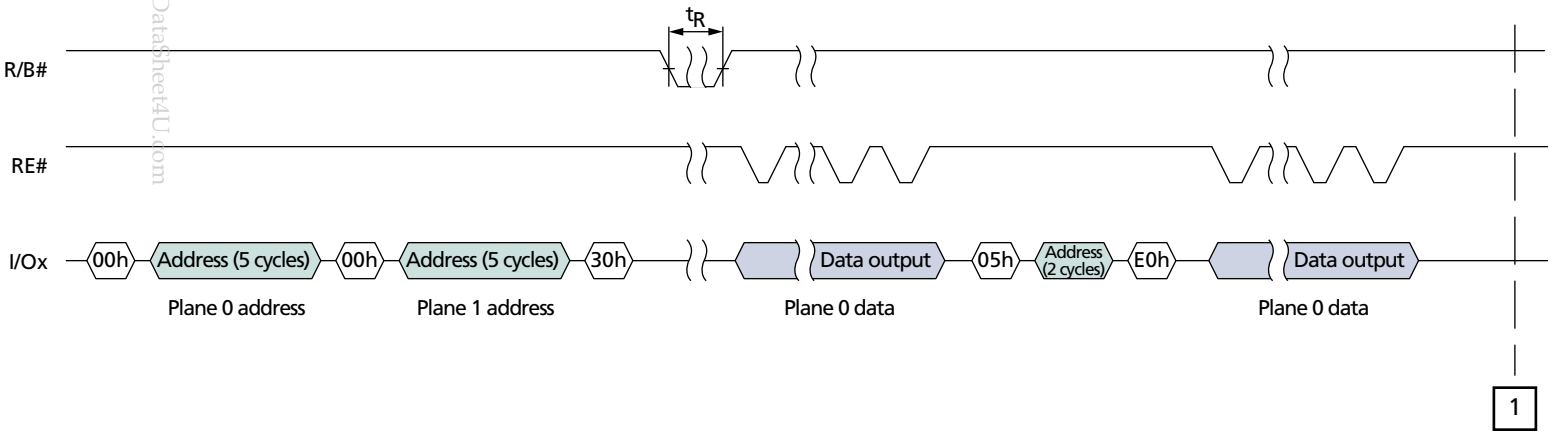 DataSheet4U.com
tR
R/B#
RE#
I/Ox
00h Address (5 cycles) 00h Address (5 cycles) 30h Data output 05h Address (2 cycles) E0h Data output
Plane 0 address Plane 1 address Plane 0 data Plane 0 data
1